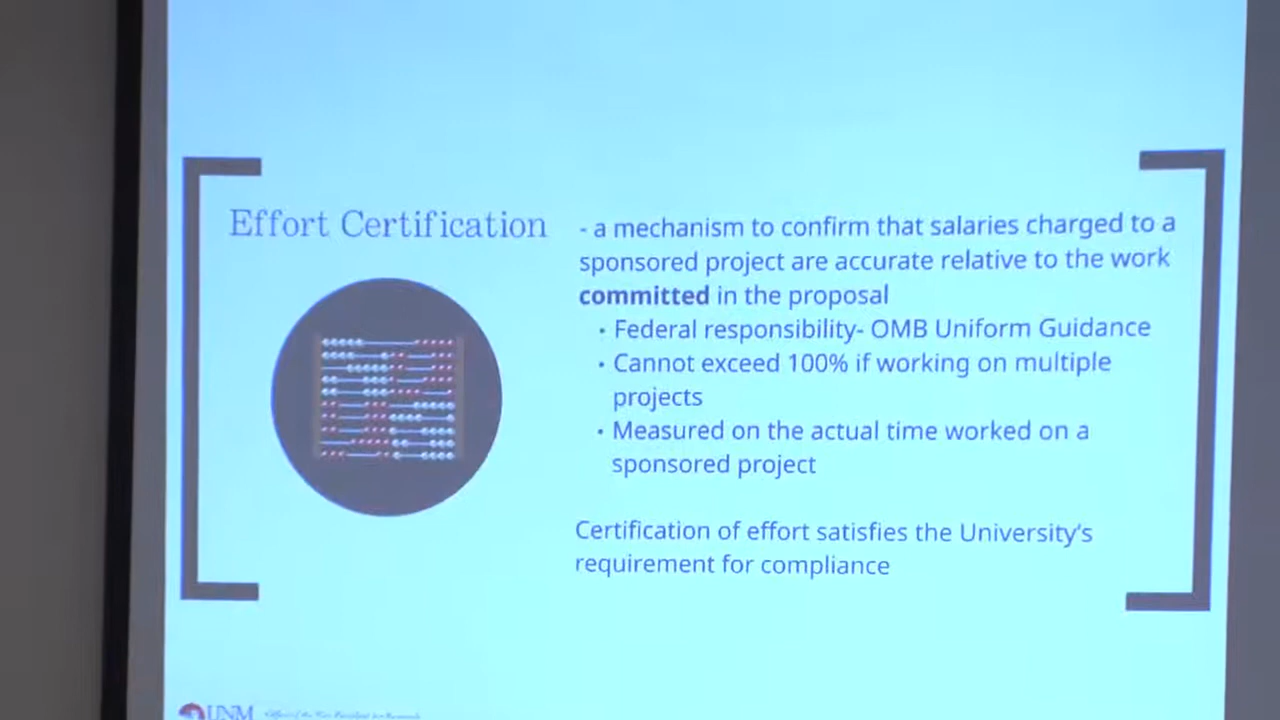 Effort Certification
- a mechanism to confirm that salaries charged to a
sponsored project are accurate relative to the work
committed in the proposal
• Federal responsibility- OMB Uniform Guidance
• Cannot exceed 100% if working on multiple
projects
• Measured on the actual time worked on a
sponsored project
Certification of effort satisfies the University's
requirement for compliance
UNM